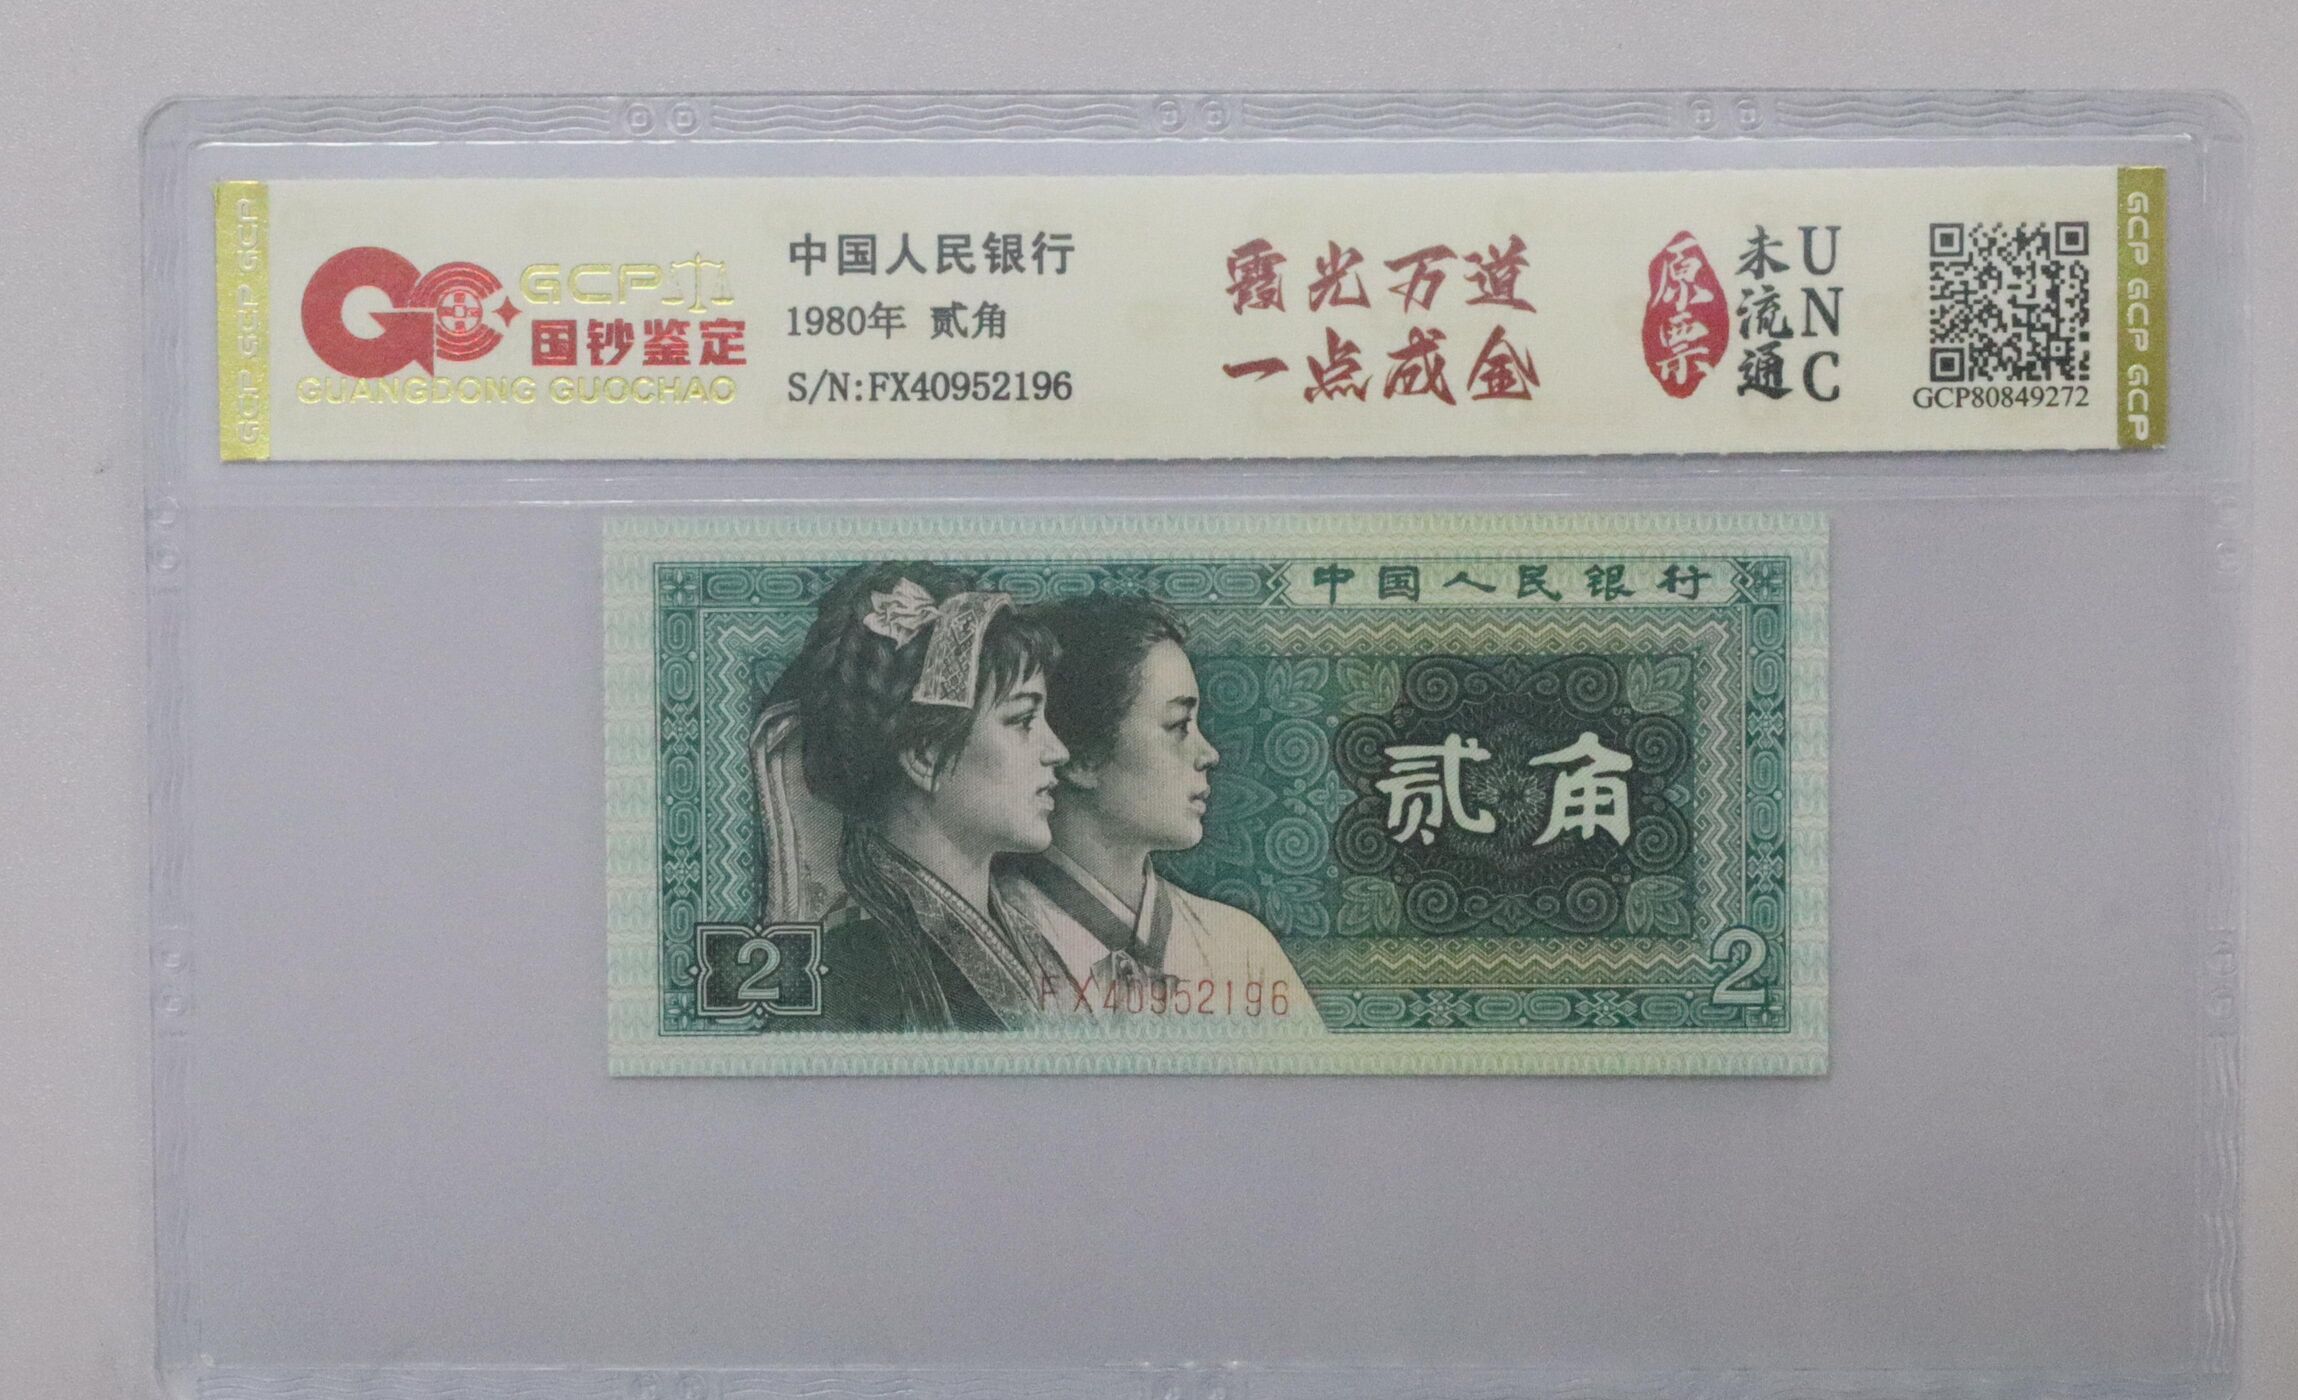 GCP
国钞鉴定
GUANGDONG GUOCHAO
中国人民银行
1980年 贰角
S/N:FX40952196
霞光万道
一点成金
原票
未流通
UNC
GCP80849272
GCP GCP GCP
GCP GCP GCP
中国人民银行
贰角
2
FX40952196
2